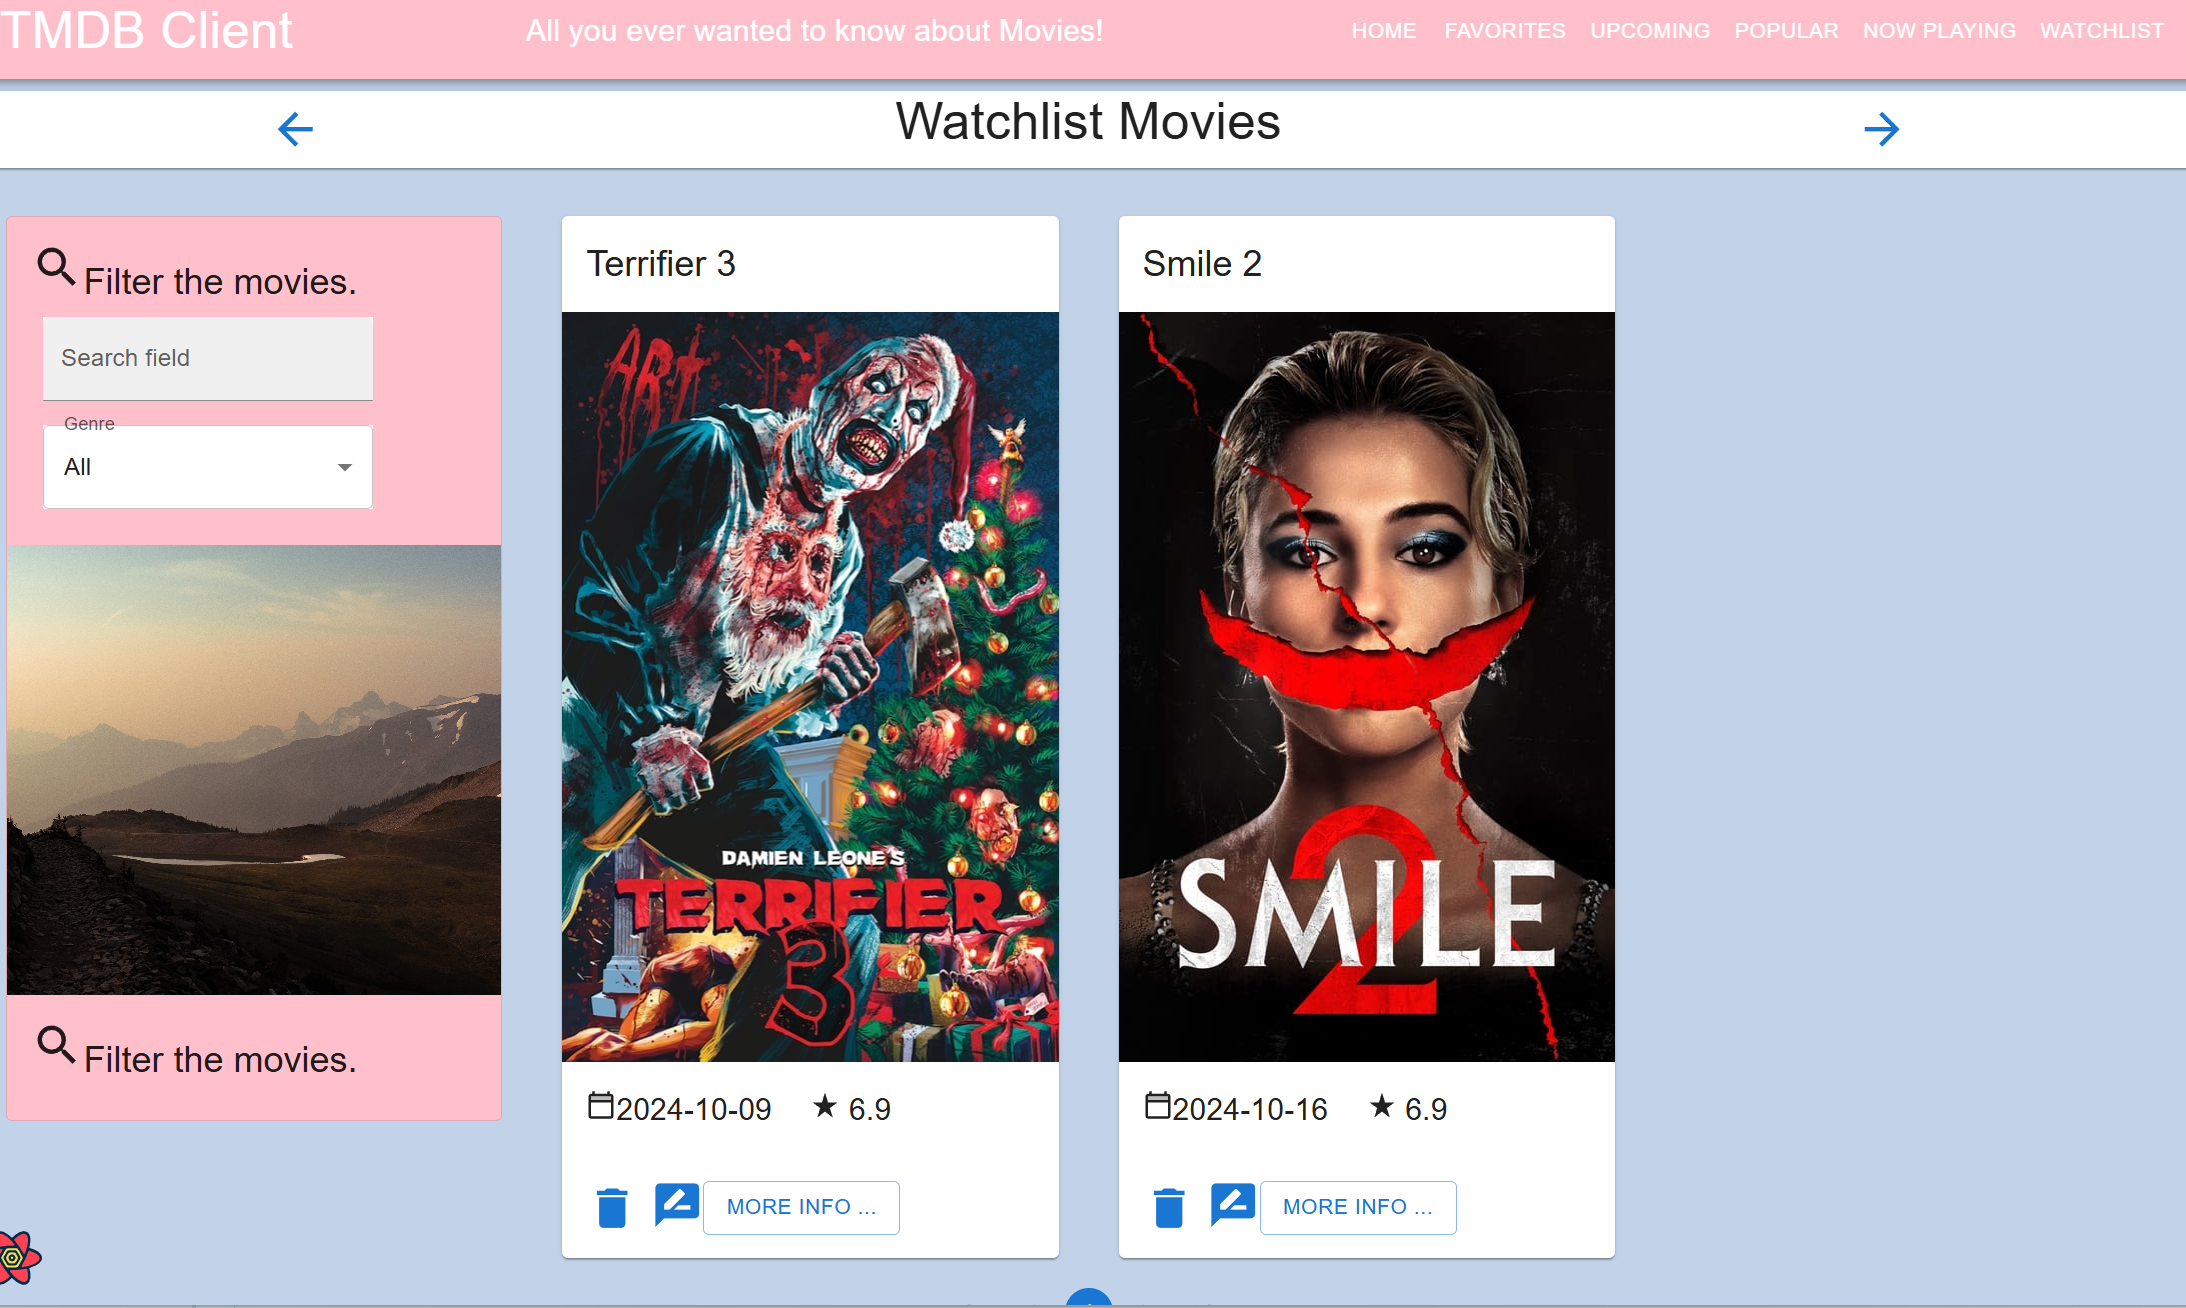 TMDB Client
All you ever wanted to know about Movies!
HOME FAVORITES UPCOMING POPULAR NOW PLAYING WATCHLIST
Watchlist Movies
Filter the movies.
Search field
Genre
All
Filter the movies.
Terrifier 3
ART
DAMIEN LEONE'S
TERRIFIER
3
2024-10-09 ★ 6.9
MORE INFO ...
Smile 2
SMILE
2
2024-10-16 ★ 6.9
MORE INFO ...